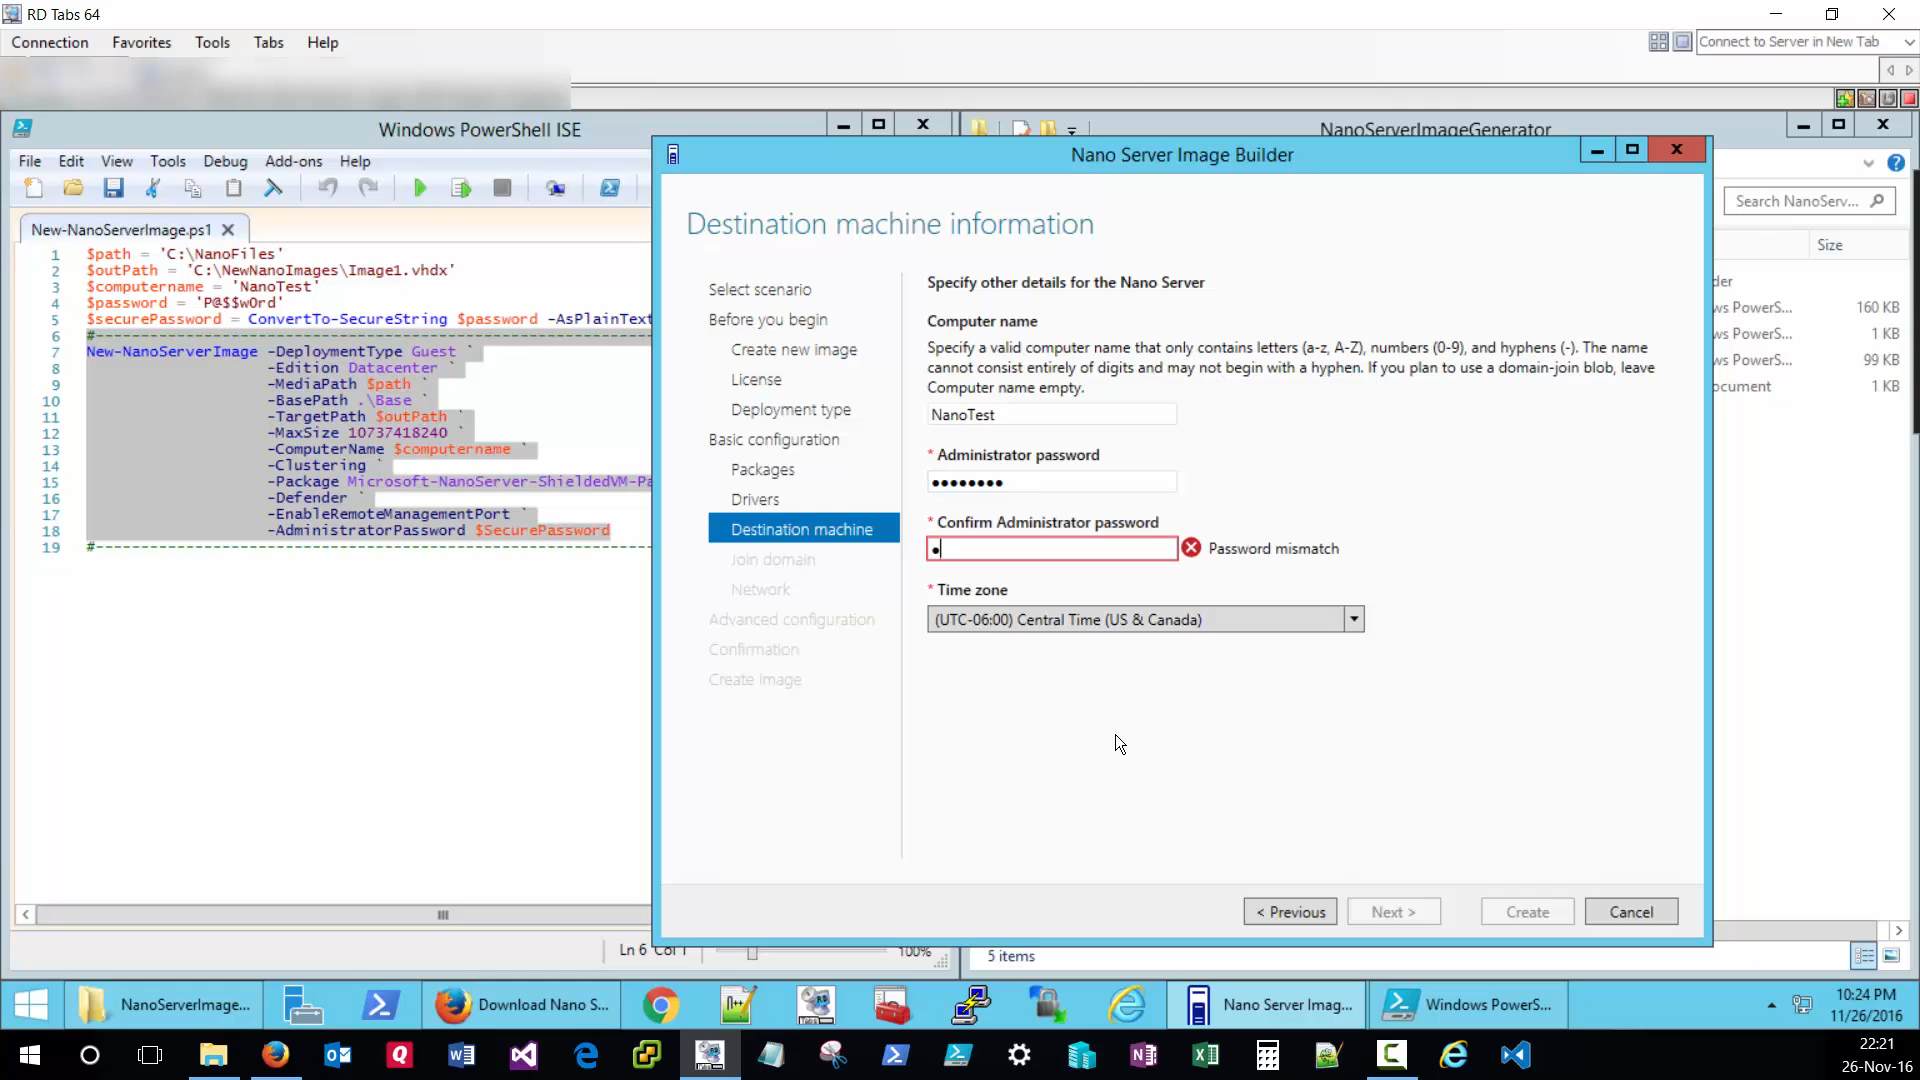 RD Tabs 64
Connection Favorites Tools Tabs Help
Connect to Server in New Tab
Windows PowerShell ISE
NanoServerImageGenerator
File Edit View Tools Debug Add-ons Help
New-NanoServerImage.ps1
1 $path = 'C:\NanoFiles'
2 $outPath = 'C:\NewNanoImages\Image1.vhdx'
3 $computername = 'NanoTest'
4 $password = 'P@$$w0rd'
5 $securePassword = ConvertTo-SecureString $password -AsPlainText
6 #
7 New-NanoServerImage -DeploymentType Guest `
8 -Edition Datacenter `
9 -MediaPath $path `
10 -BasePath .\Base `
11 -TargetPath $outPath `
12 -MaxSize 10737418240 `
13 -ComputerName $computername `
14 -Clustering `
15 -Package Microsoft-NanoServer-ShieldedVM-Pa
16 -Defender `
17 -EnableRemoteManagementPort `
18 -AdministratorPassword $SecurePassword
19 #
Ln 6 Col 1
100%
Nano Server Image Builder
Destination machine information
Select scenario
Before you begin
Create new image
License
Deployment type
Basic configuration
Packages
Drivers
Destination machine
Join domain
Network
Advanced configuration
Confirmation
Create image
Specify other details for the Nano Server
Computer name
Specify a valid computer name that only contains letters (a-z, A-Z), numbers (0-9), and hyphens (-). The name
cannot consist entirely of digits and may not begin with a hyphen. If you plan to use a domain-join blob, leave
Computer name empty.
NanoTest
* Administrator password
●●●●●●●●
* Confirm Administrator password
●
Password mismatch
* Time zone
(UTC-06:00) Central Time (US & Canada)
< Previous Next > Create Cancel
Search NanoServ...
Size
der
ws PowerS... 160 KB
ws PowerS... 1 KB
ws PowerS... 99 KB
ocument 1 KB
5 items
NanoServerImage...
Download Nano S...
Nano Server Imag...
Windows PowerS...
10:24 PM
11/26/2016
22:21
26-Nov-16